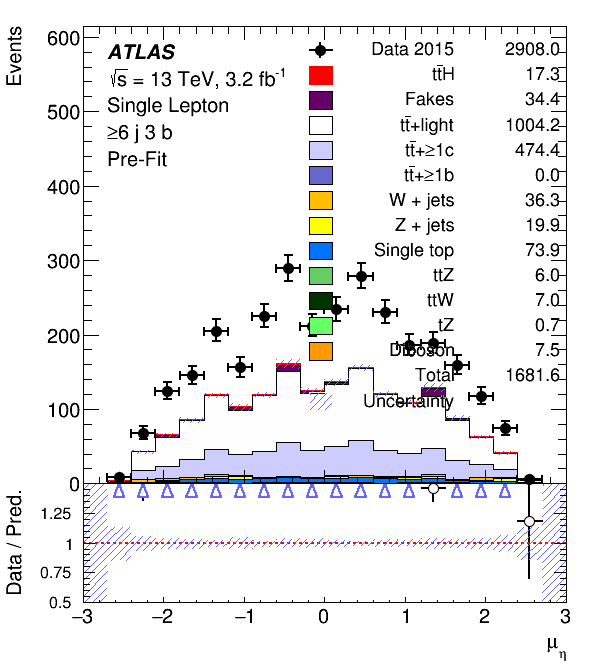 Events
600
500
400
300
200
100
0
ATLAS
√s = 13 TeV, 3.2 fb⁻¹
Single Lepton
≥6 j 3 b
Pre-Fit
Data 2015 2908.0
tt̄H 17.3
Fakes 34.4
tt̄+light 1004.2
tt̄+≥1c 474.4
tt̄+≥1b 0.0
W + jets 36.3
Z + jets 19.9
Single top 73.9
ttZ 6.0
ttW 7.0
tZ 0.7
Diboson 7.5
Total 1681.6
Uncertainty
Data / Pred.
1.25
1
0.75
0.5
−3 −2 −1 0 1 2 3
μη